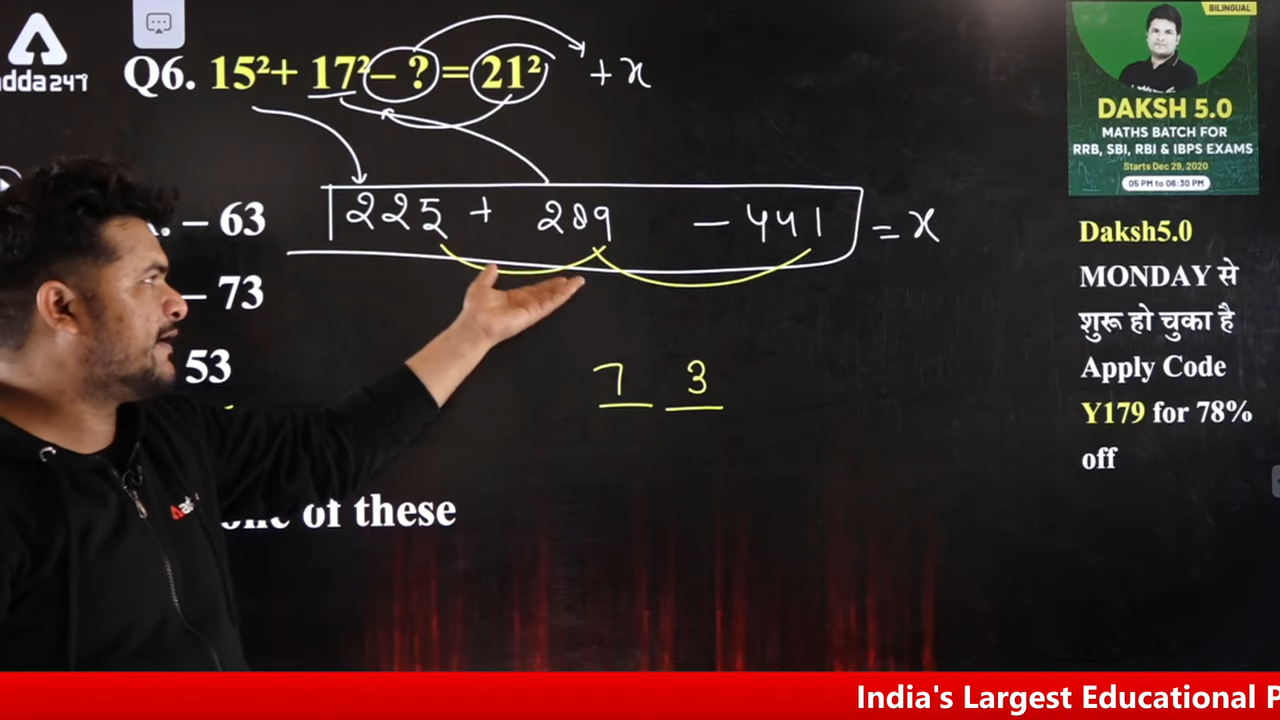 adda247
Q6. 15² + 17² – ? = 21² + x
225 + 289 – 441 = x
– 63
– 73
53
7 3
of these
BILINGUAL
DAKSH 5.0
MATHS BATCH FOR
RRB, SBI, RBI & IBPS EXAMS
Starts Dec 29, 2020
05 PM to 06:30 PM
Daksh5.0
MONDAY से
शुरू हो चुका है
Apply Code
Y179 for 78%
off
India's Largest Educational P